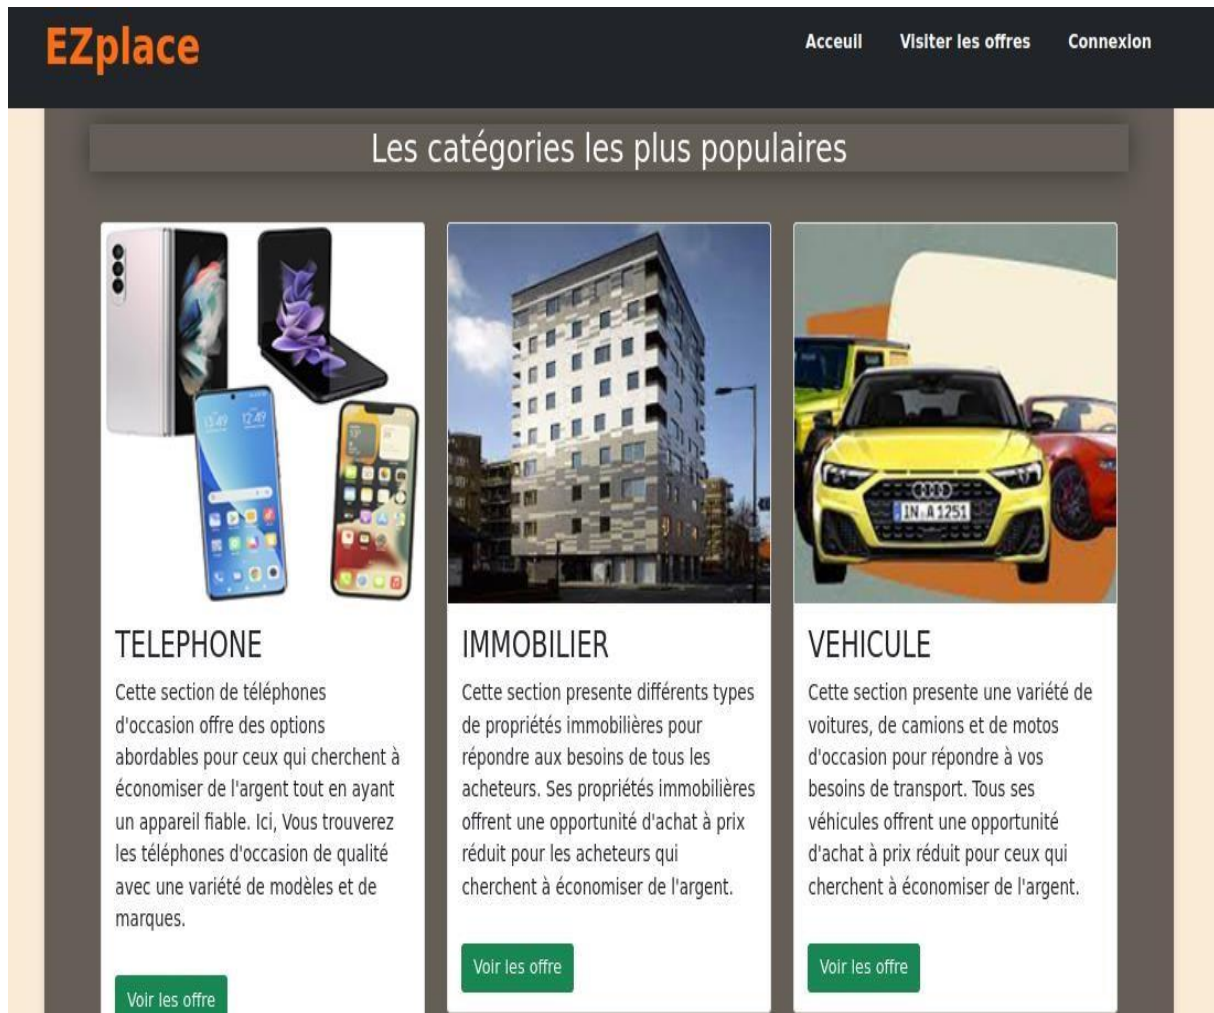 EZplace
Acceuil Visiter les offres Connexion
Les catégories les plus populaires
13:49 12:49
IN A 1251
TELEPHONE
Cette section de téléphones
d'occasion offre des options
abordables pour ceux qui cherchent à
économiser de l'argent tout en ayant
un appareil fiable. Ici, Vous trouverez
les téléphones d'occasion de qualité
avec une variété de modèles et de
marques.
Voir les offre
IMMOBILIER
Cette section presente différents types
de propriétés immobilières pour
répondre aux besoins de tous les
acheteurs. Ses propriétés immobilières
offrent une opportunité d'achat à prix
réduit pour les acheteurs qui
cherchent à économiser de l'argent.
Voir les offre
VEHICULE
Cette section presente une variété de
voitures, de camions et de motos
d'occasion pour répondre à vos
besoins de transport. Tous ses
véhicules offrent une opportunité
d'achat à prix réduit pour ceux qui
cherchent à économiser de l'argent.
Voir les offre